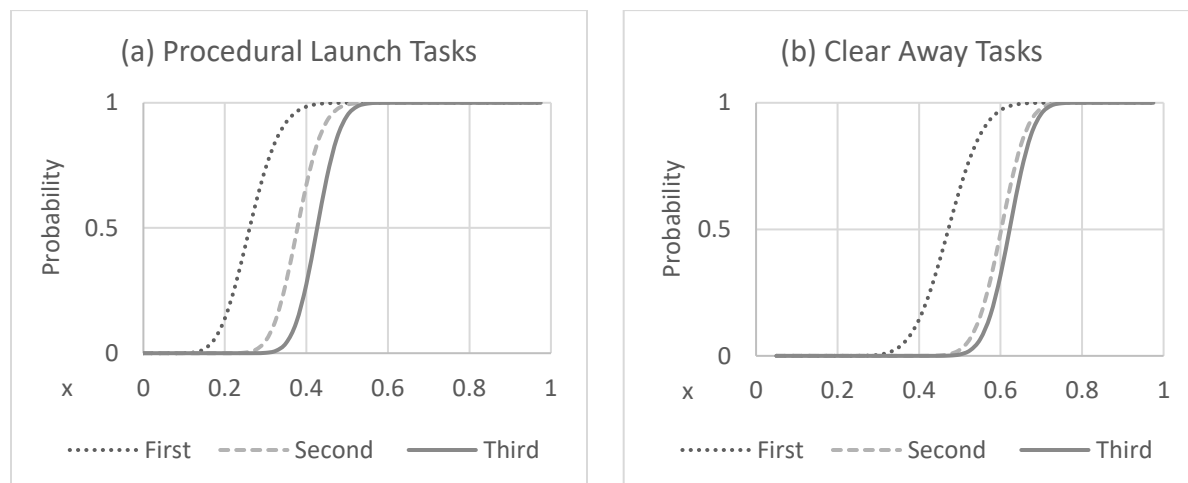 (a) Procedural Launch Tasks
1
0.5
0
Probability
x
0 0.2 0.4 0.6 0.8 1
First Second Third
(b) Clear Away Tasks
1
0.5
0
Probability
x
0 0.2 0.4 0.6 0.8 1
First Second Third